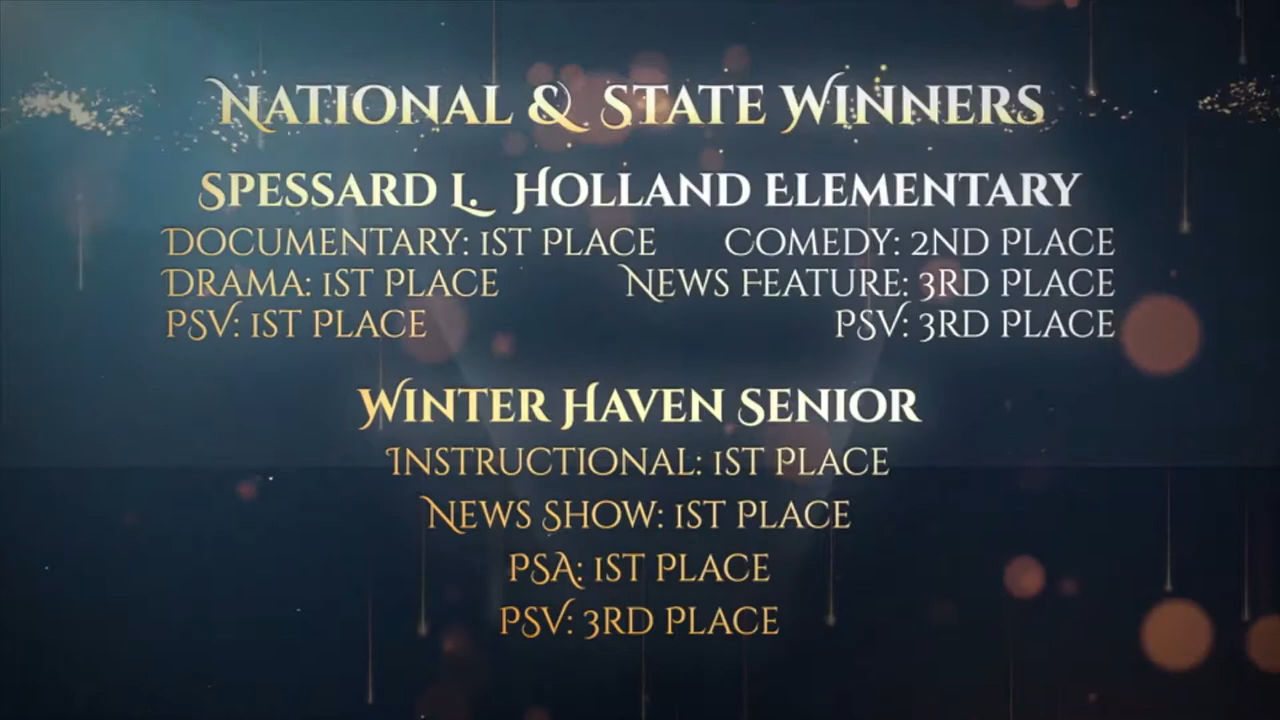 National & State Winners
Spessard L. Holland Elementary
Documentary: 1st Place Comedy: 2nd Place
Drama: 1st Place News Feature: 3rd Place
PSV: 1st Place PSV: 3rd Place
Winter Haven Senior
Instructional: 1st Place
News Show: 1st Place
PSA: 1st Place
PSV: 3rd Place